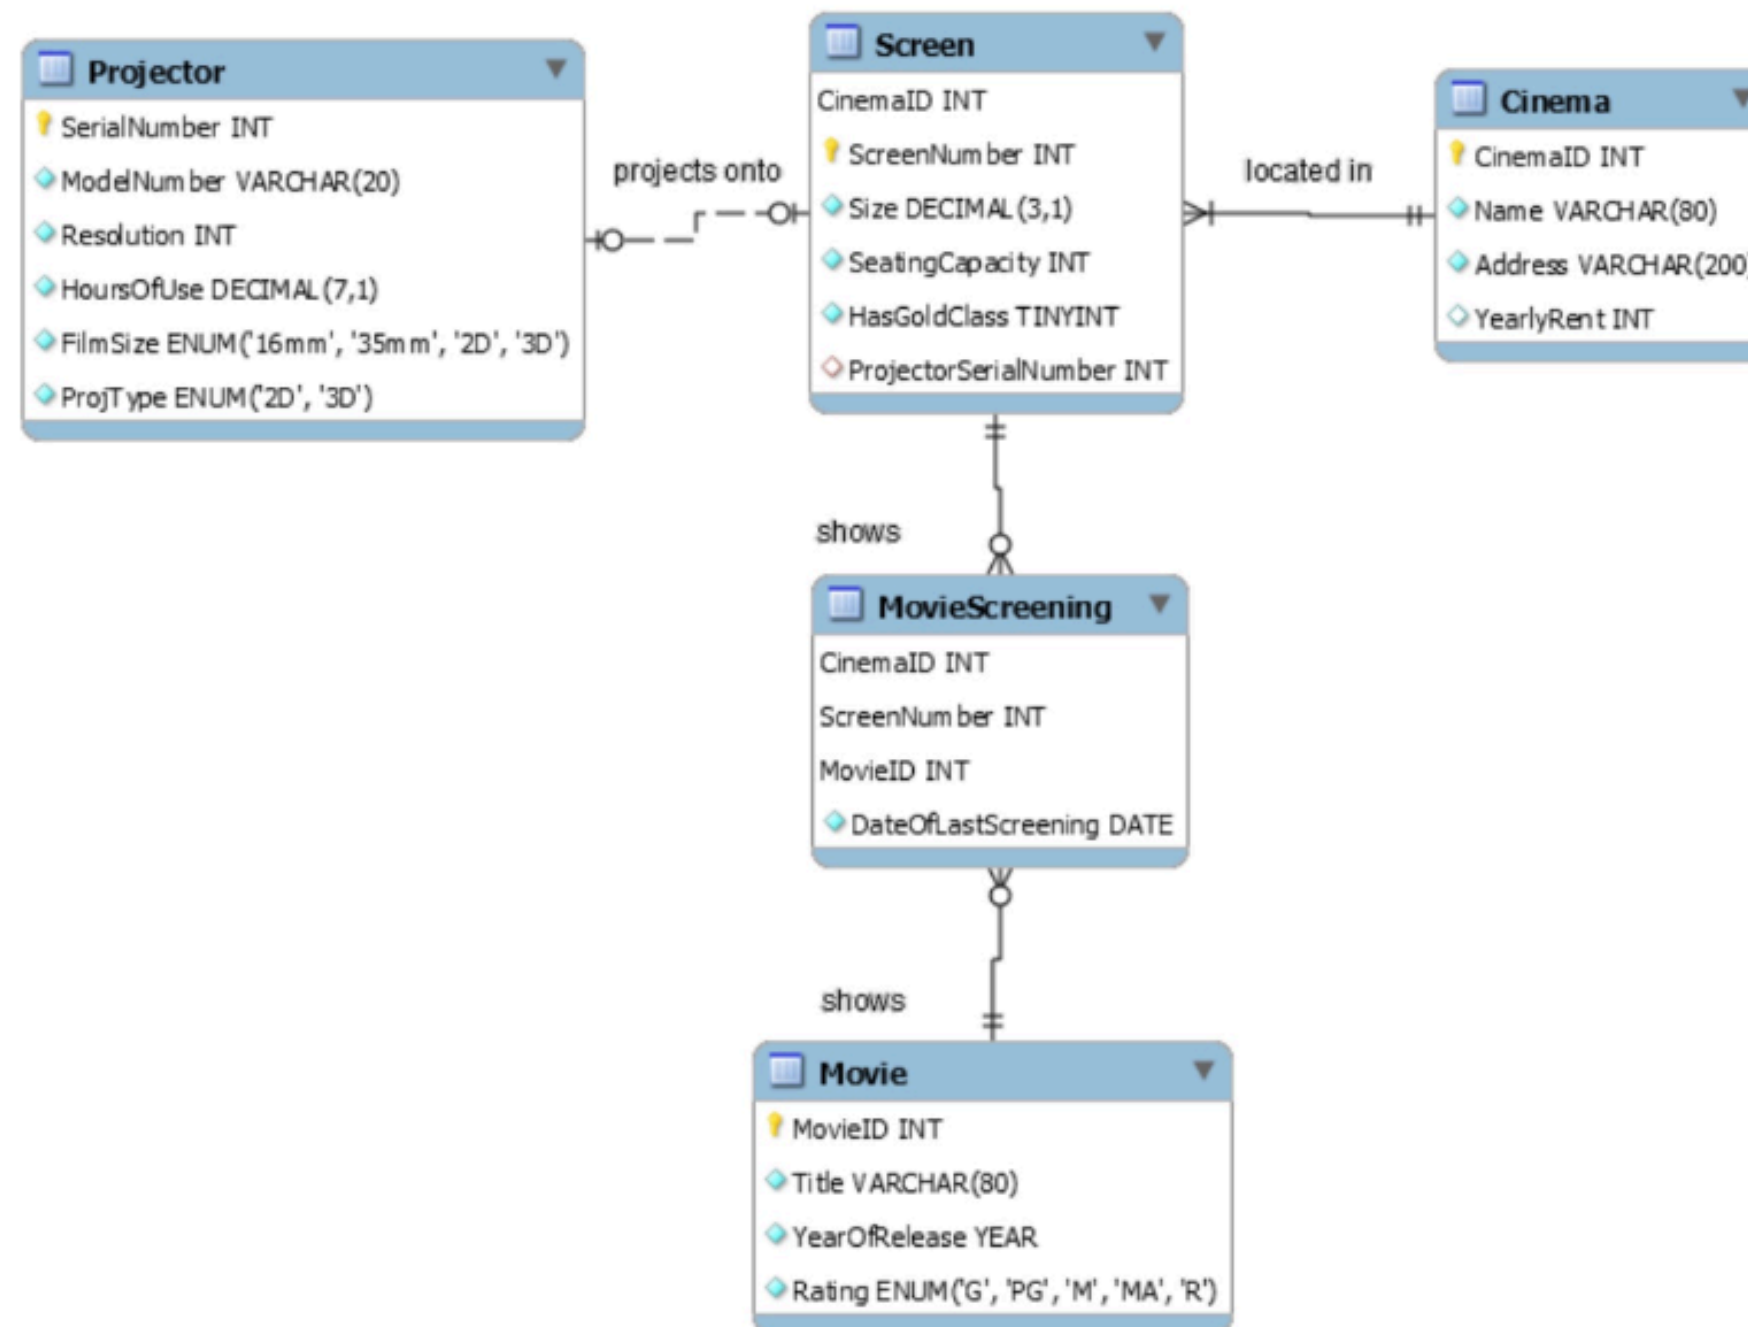 Projector
SerialNumber INT
ModelNumber VARCHAR(20)
Resolution INT
HoursOfUse DECIMAL(7,1)
FilmSize ENUM('16mm', '35mm', '2D', '3D')
ProjType ENUM('2D', '3D')
projects onto
Screen
CinemaID INT
ScreenNumber INT
Size DECIMAL(3,1)
SeatingCapacity INT
HasGoldClass TINYINT
ProjectorSerialNumber INT
located in
Cinema
CinemaID INT
Name VARCHAR(80)
Address VARCHAR(200)
YearlyRent INT
shows
MovieScreening
CinemaID INT
ScreenNumber INT
MovieID INT
DateOfLastScreening DATE
shows
Movie
MovieID INT
Title VARCHAR(80)
YearOfRelease YEAR
Rating ENUM('G', 'PG', 'M', 'MA', 'R')